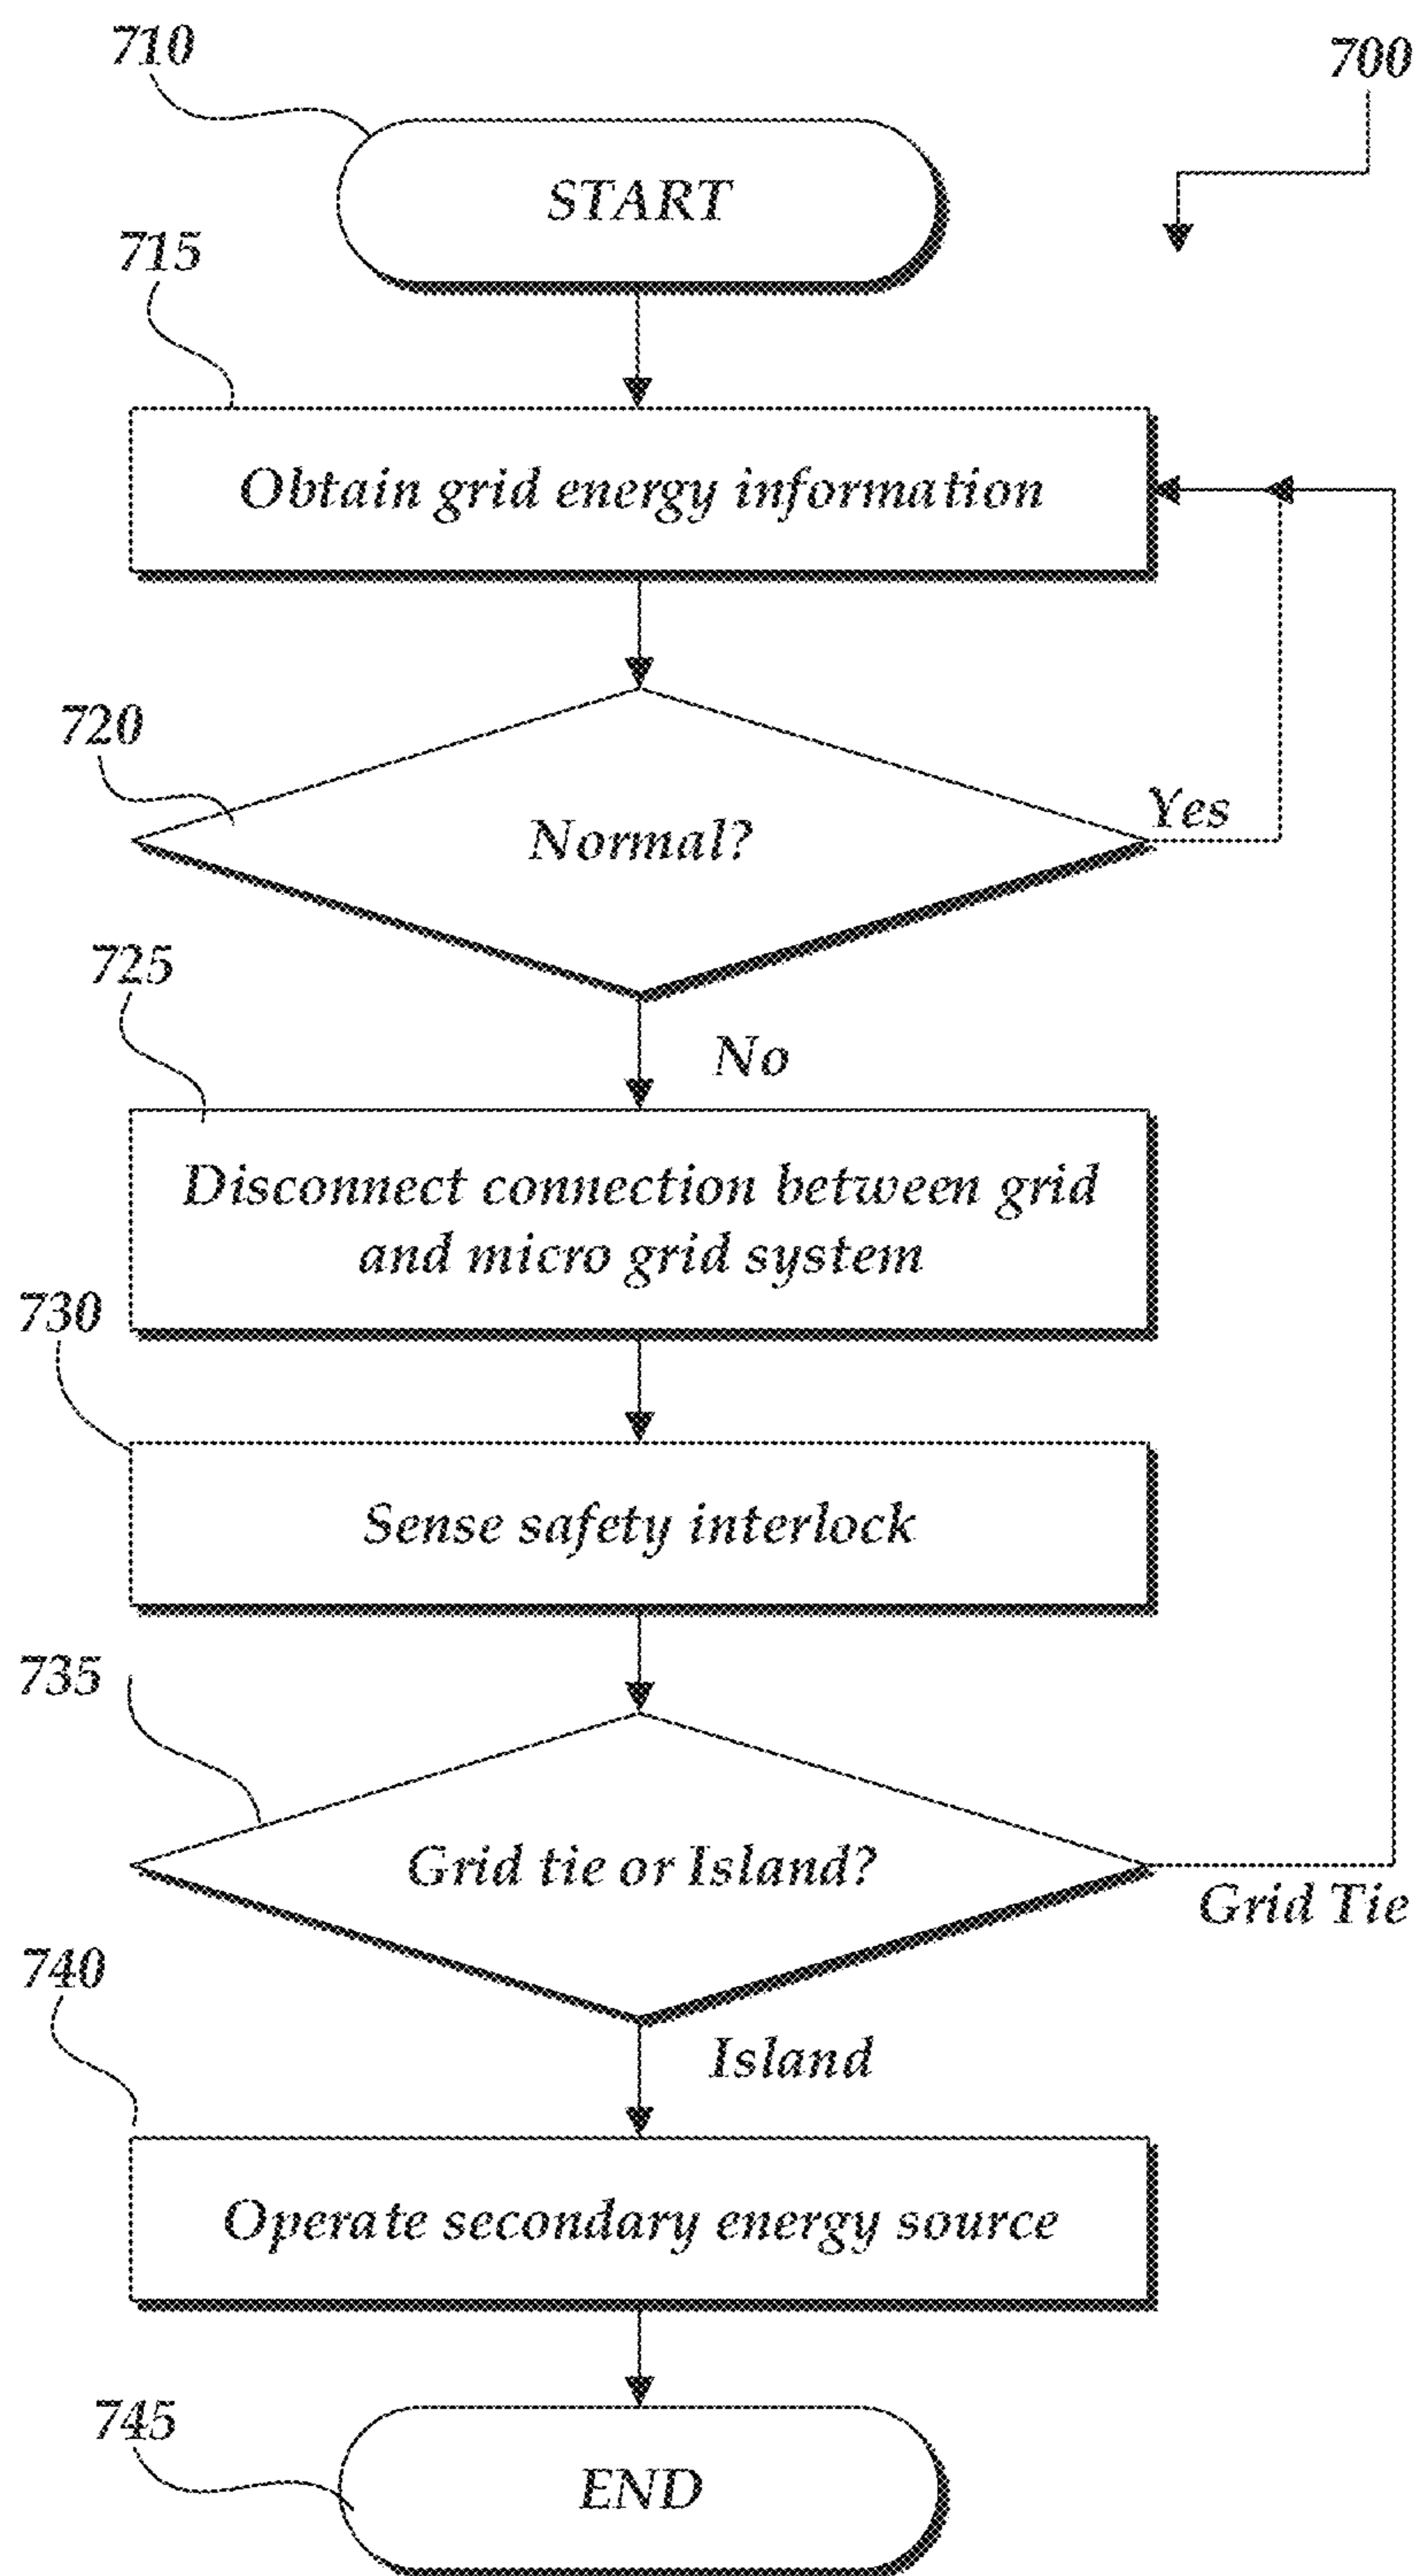 710
700
START
715
Obtain grid energy information
720
Yes
Normal?
725
No
Disconnect connection between grid
and micro grid system
730
Sense safety interlock
735
Grid tie or Island?
Grid Tie
740
Island
Operate secondary energy source
745
END